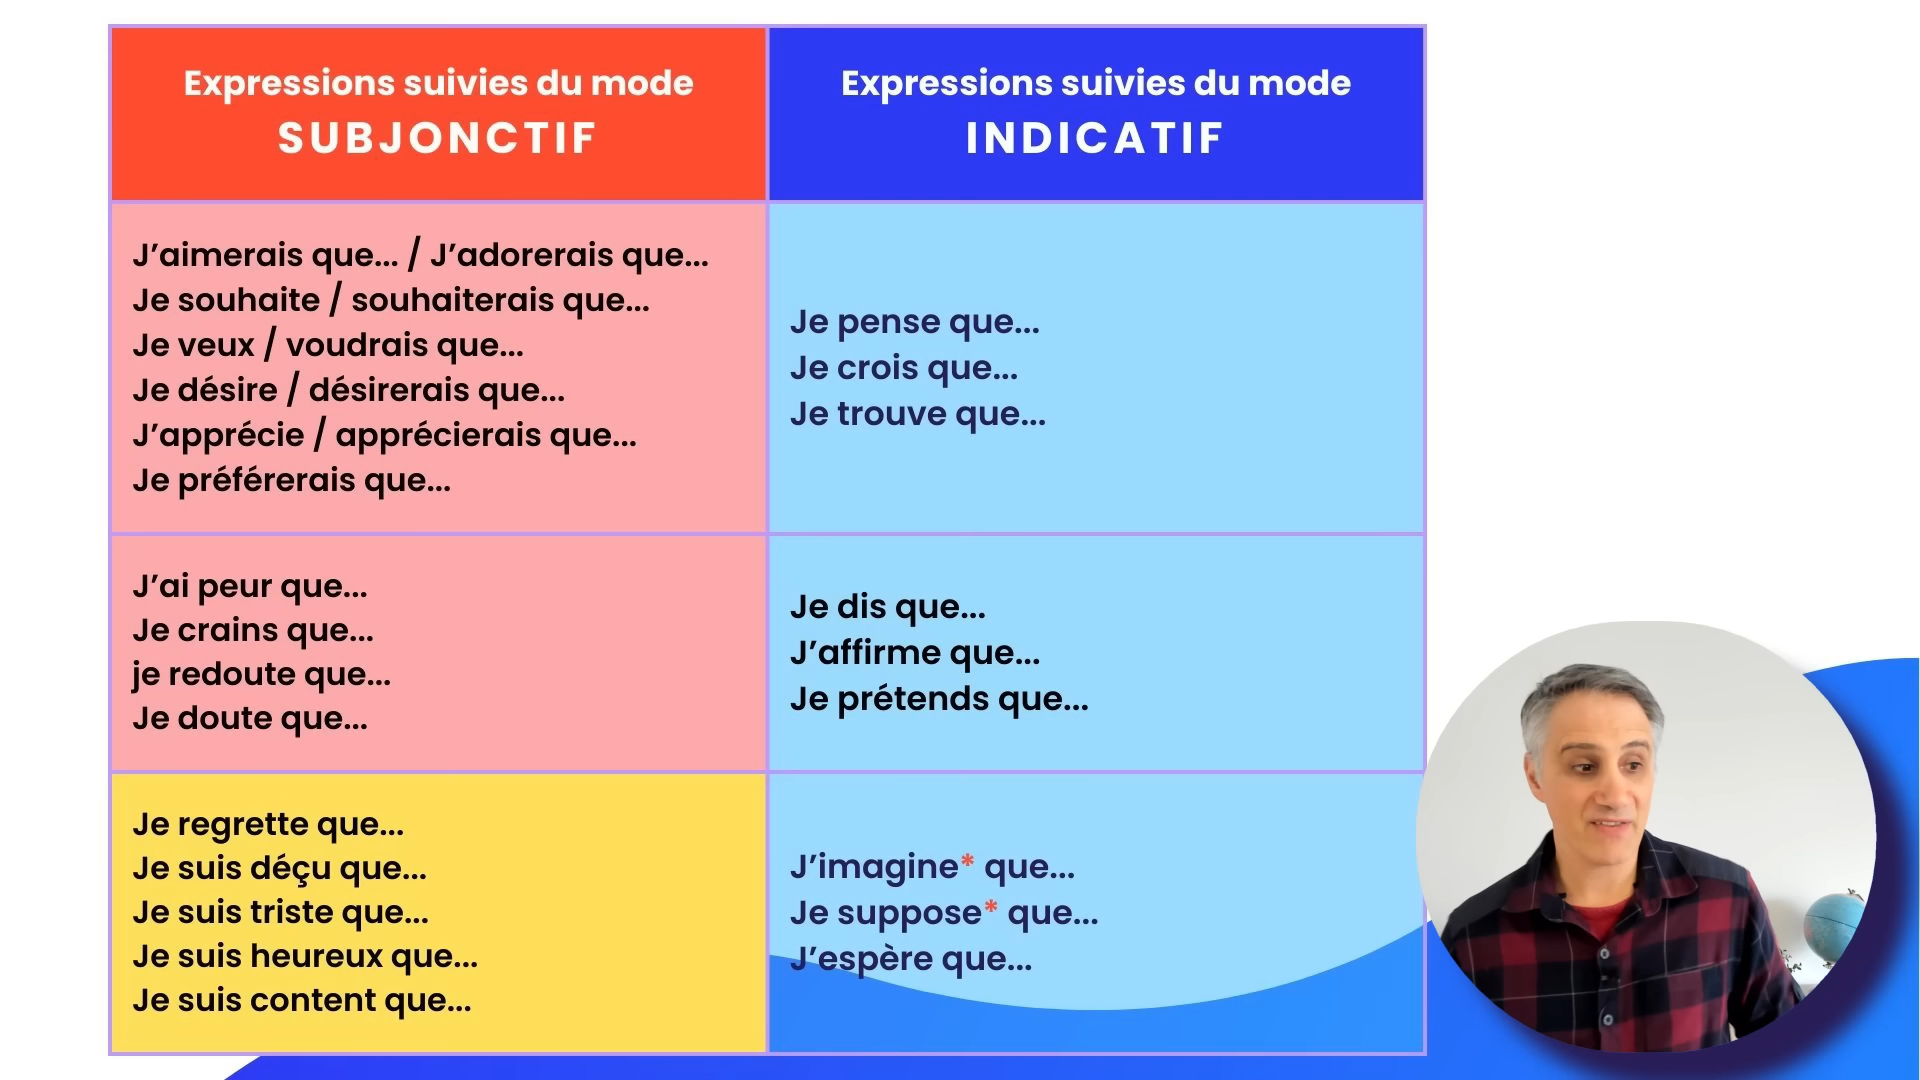 Expressions suivies du mode
SUBJONCTIF
Expressions suivies du mode
INDICATIF
J’aimerais que... / J’adorerais que...
Je souhaite / souhaiterais que...
Je veux / voudrais que...
Je désire / désirerais que...
J’apprécie / apprécierais que...
Je préférerais que...
Je pense que...
Je crois que...
Je trouve que...
J’ai peur que...
Je crains que...
je redoute que...
Je doute que...
Je dis que...
J’affirme que...
Je prétends que...
Je regrette que...
Je suis déçu que...
Je suis triste que...
Je suis heureux que...
Je suis content que...
J’imagine* que...
Je suppose* que...
J’espère que...